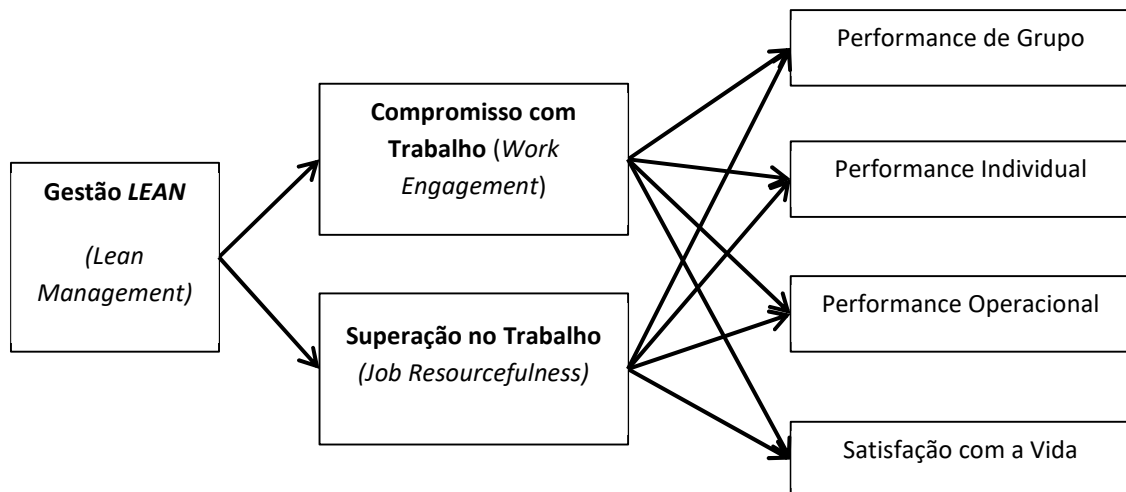 Gestão LEAN
(Lean
Management)
Compromisso com
Trabalho (Work
Engagement)
Superação no Trabalho
(Job Resourcefulness)
Performance de Grupo
Performance Individual
Performance Operacional
Satisfação com a Vida